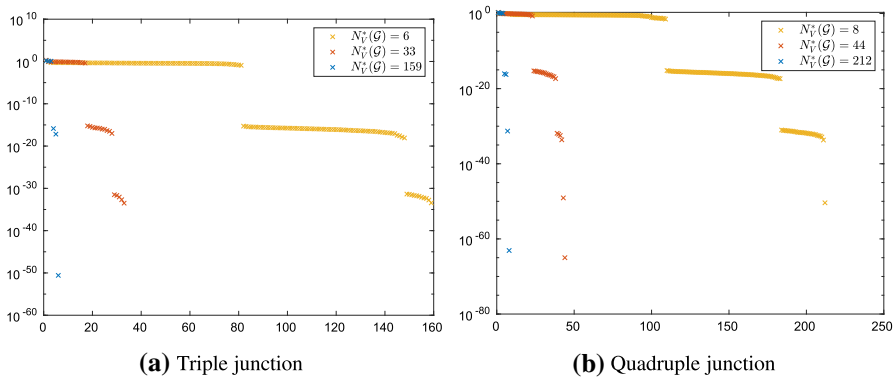 10^10
10^0
10^-10
10^-20
10^-30
10^-40
10^-50
10^-60
0 20 40 60 80 100 120 140 160
N_V^*(𝒢) = 6
N_V^*(𝒢) = 33
N_V^*(𝒢) = 159
(a) Triple junction
10^0
10^-20
10^-40
10^-60
10^-80
0 50 100 150 200 250
N_V^*(𝒢) = 8
N_V^*(𝒢) = 44
N_V^*(𝒢) = 212
(b) Quadruple junction